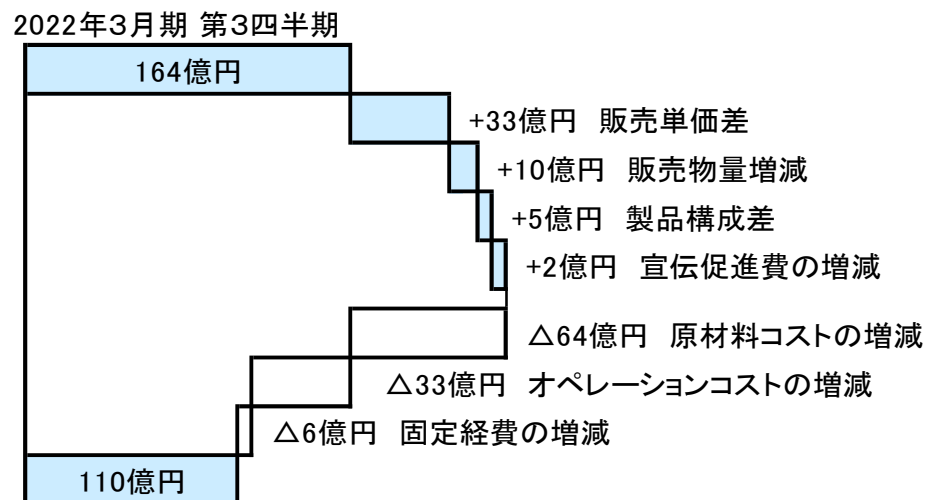 2022年３月期 第３四半期
164億円
+33億円　販売単価差
+10億円　販売物量増減
+5億円　製品構成差
+2億円　宣伝促進費の増減
△64億円　原材料コストの増減
△33億円　オペレーションコストの増減
△6億円　固定経費の増減
110億円